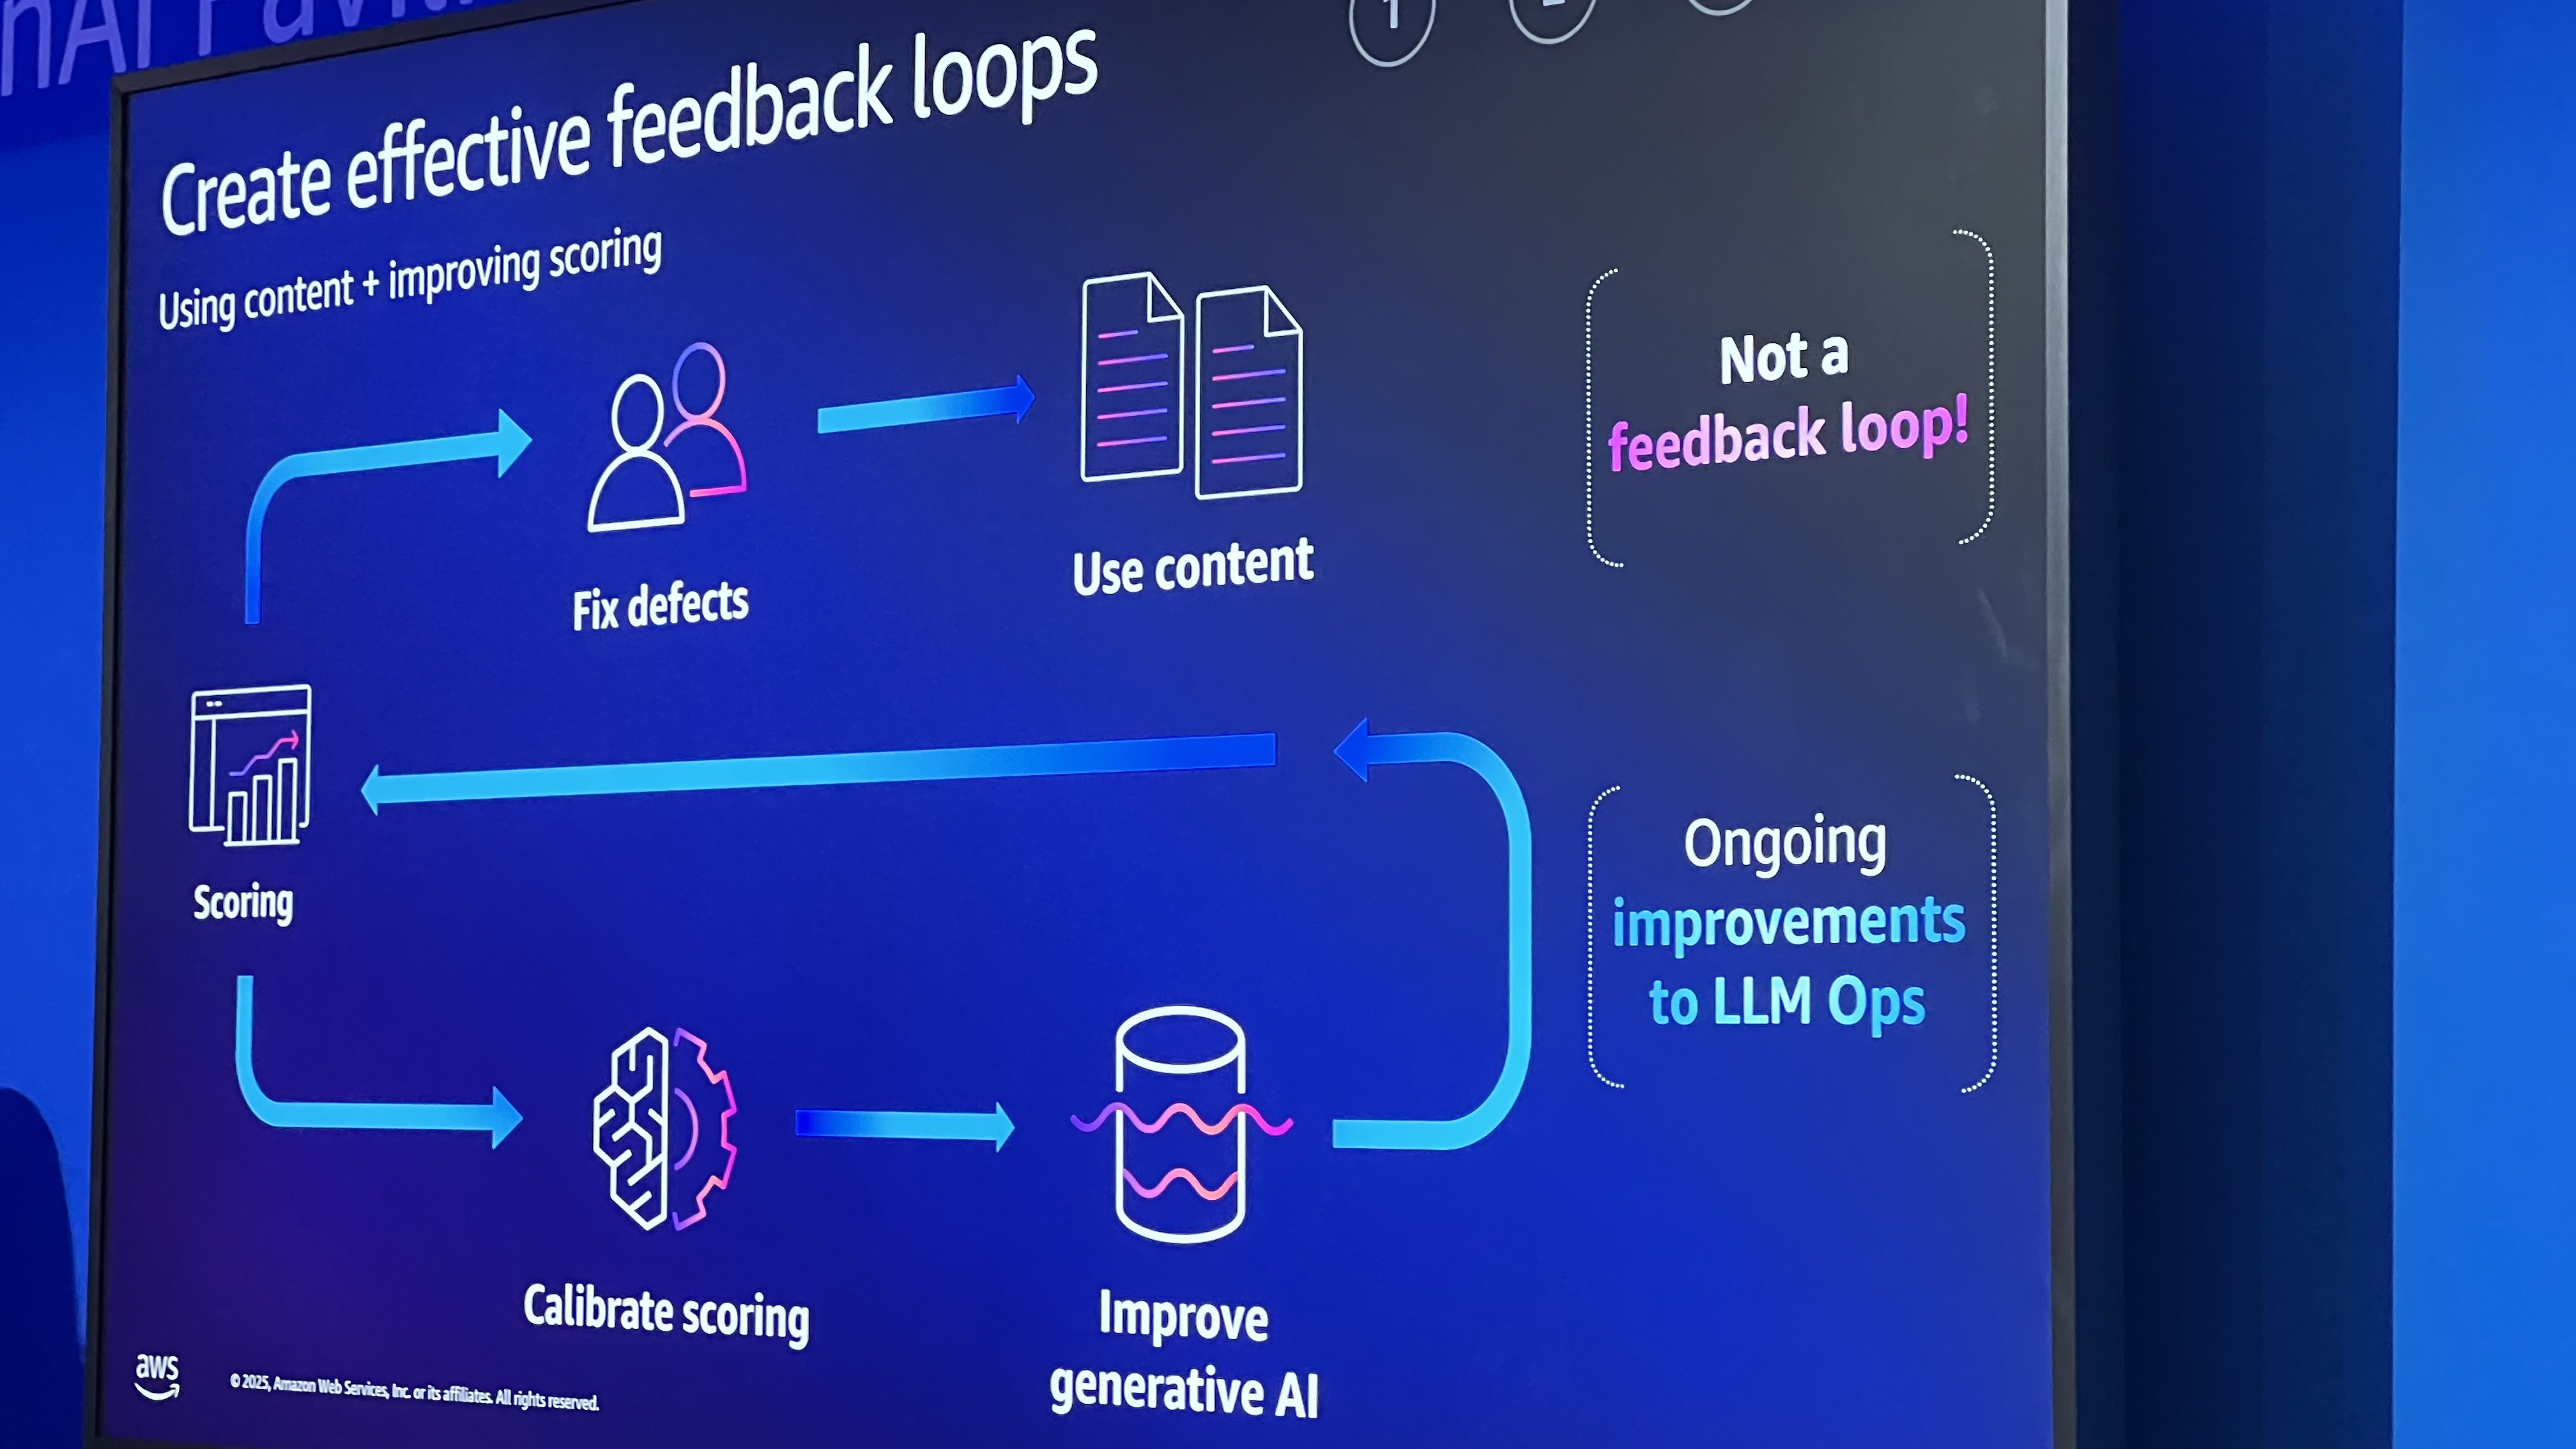 Create effective feedback loops
Using content + improving scoring
1
Fix defects
Use content
Not a
feedback loop!
Scoring
Ongoing
improvements
to LLM Ops
Calibrate scoring
Improve
generative AI
aws
© 2025, Amazon Web Services, Inc. or its affiliates. All rights reserved.